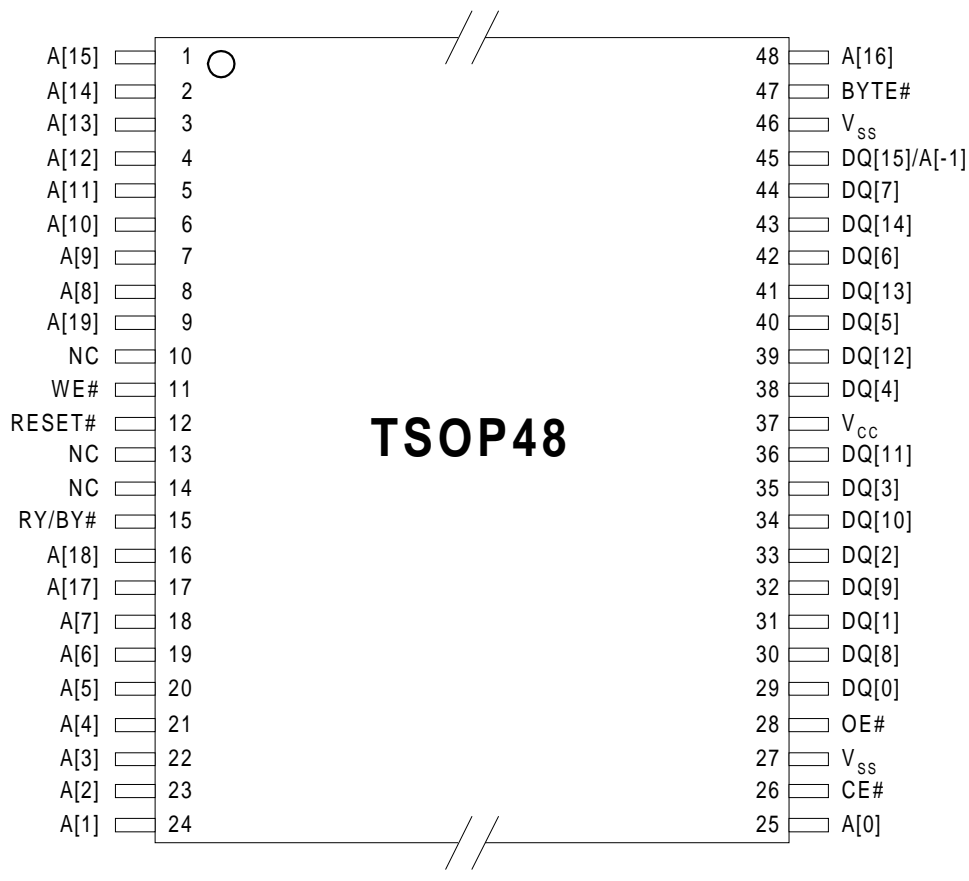 A[15] 1 48 A[16]
A[14] 2 47 BYTE#
A[13] 3 46 VSS
A[12] 4 45 DQ[15]/A[-1]
A[11] 5 44 DQ[7]
A[10] 6 43 DQ[14]
A[9] 7 42 DQ[6]
A[8] 8 41 DQ[13]
A[19] 9 40 DQ[5]
NC 10 39 DQ[12]
WE# 11 38 DQ[4]
RESET# 12 37 VCC
TSOP48
NC 13 36 DQ[11]
NC 14 35 DQ[3]
RY/BY# 15 34 DQ[10]
A[18] 16 33 DQ[2]
A[17] 17 32 DQ[9]
A[7] 18 31 DQ[1]
A[6] 19 30 DQ[8]
A[5] 20 29 DQ[0]
A[4] 21 28 OE#
A[3] 22 27 VSS
A[2] 23 26 CE#
A[1] 24 25 A[0]